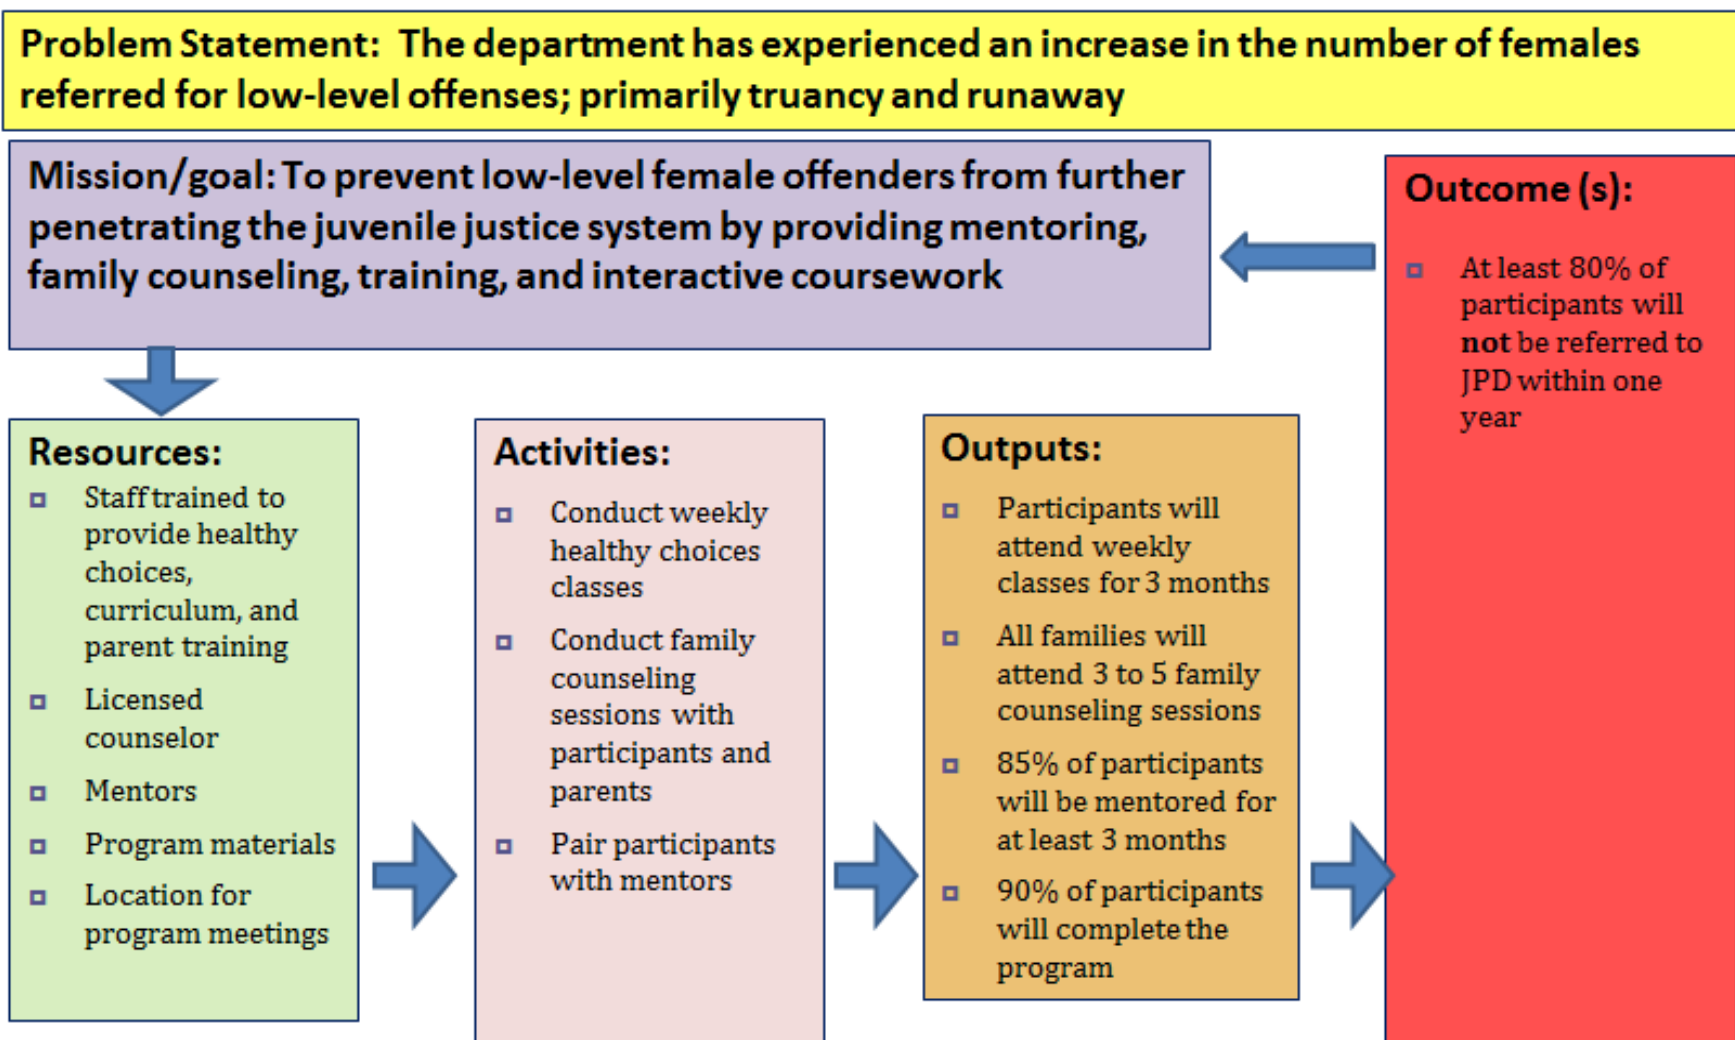 Problem Statement: The department has experienced an increase in the number of females
referred for low-level offenses; primarily truancy and runaway
Mission/goal: To prevent low-level female offenders from further
penetrating the juvenile justice system by providing mentoring,
family counseling, training, and interactive coursework
Resources:
Staff trained to
provide healthy
choices,
curriculum, and
parent training
Licensed
counselor
Mentors
Program materials
Location for
program meetings
Activities:
Conduct weekly
healthy choices
classes
Conduct family
counseling
sessions with
participants and
parents
Pair participants
with mentors
Outputs:
Participants will
attend weekly
classes for 3 months
All families will
attend 3 to 5 family
counseling sessions
85% of participants
will be mentored for
at least 3 months
90% of participants
will complete the
program
Outcome (s):
At least 80% of
participants will
not be referred to
JPD within one
year